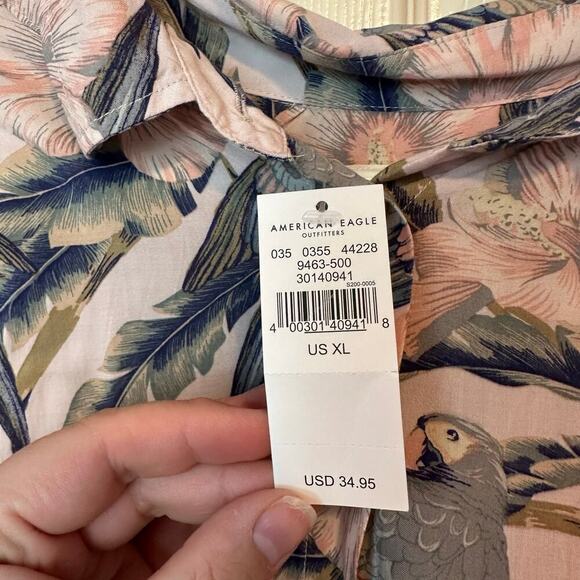 AMERICAN EAGLE
OUTFITTERS
035 0355 44228
9463-500
30140941
S200-0005
4 00301 40941 8
US XL
USD 34.95